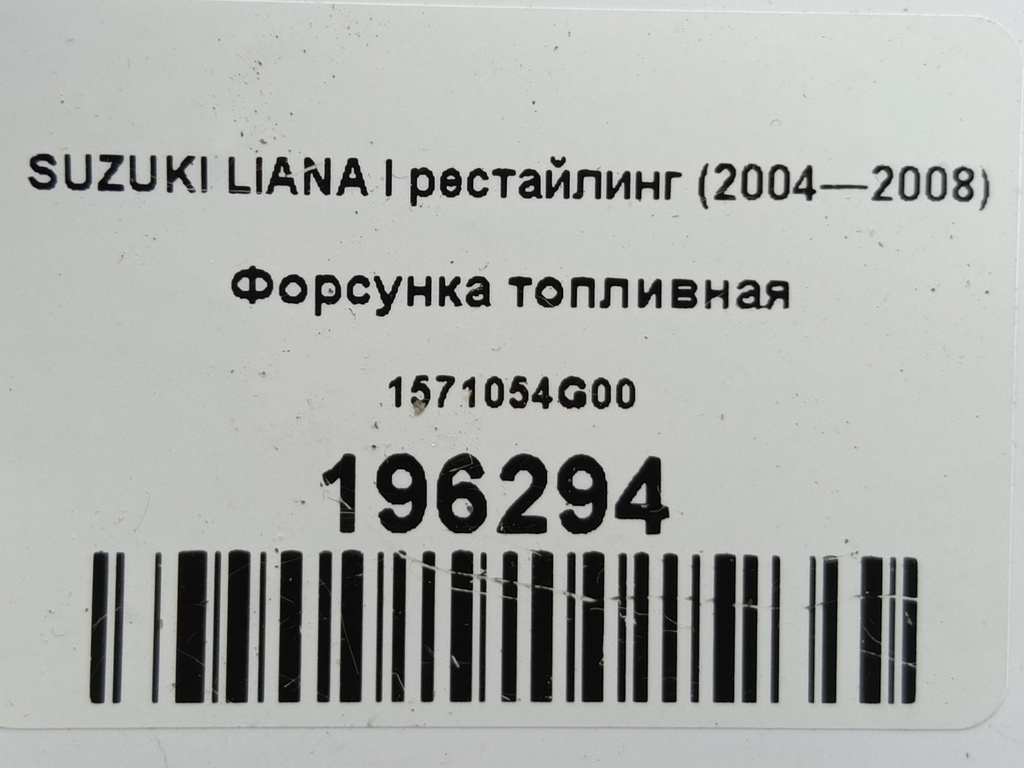 SUZUKI LIANA I рестайлинг (2004—2008)
Форсунка топливная
1571054G00
196294